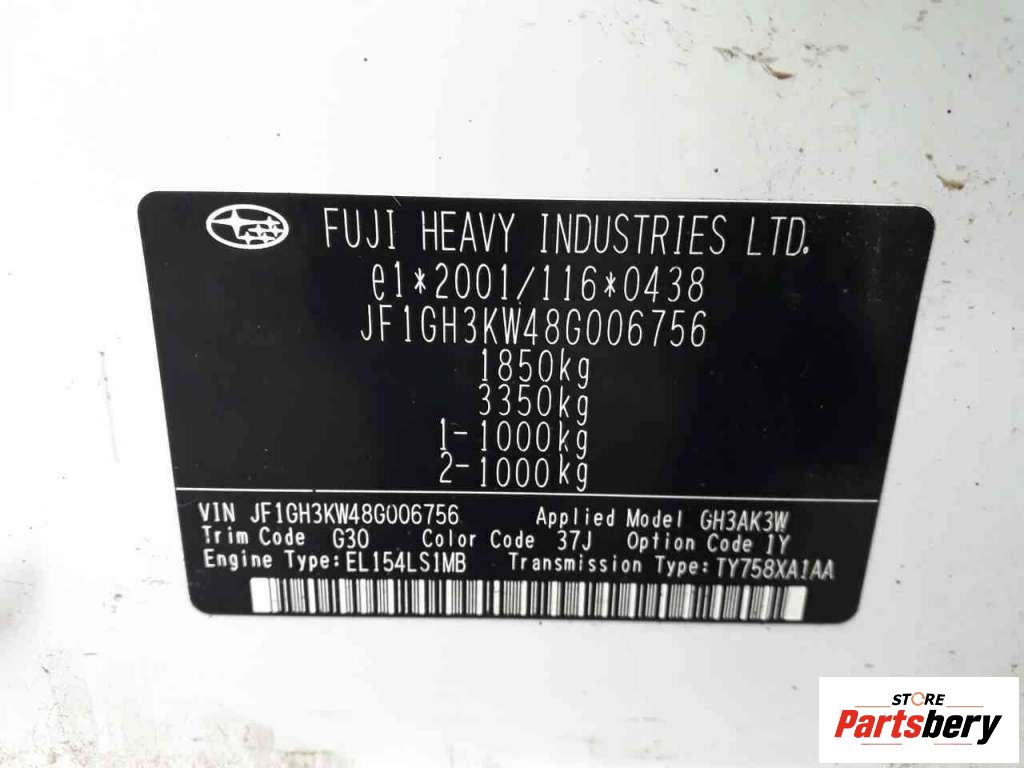 FUJI HEAVY INDUSTRIES LTD.
e1*2001/116*0438
JF1GH3KW48G006756
1850kg
3350kg
1-1000kg
2-1000kg
VIN JF1GH3KW48G006756 Applied Model GH3AK3W
Trim Code G30 Color Code 37J Option Code 1Y
Engine Type:EL154LS1MB Transmission Type:TY758XA1AA
STORE
Partsbery